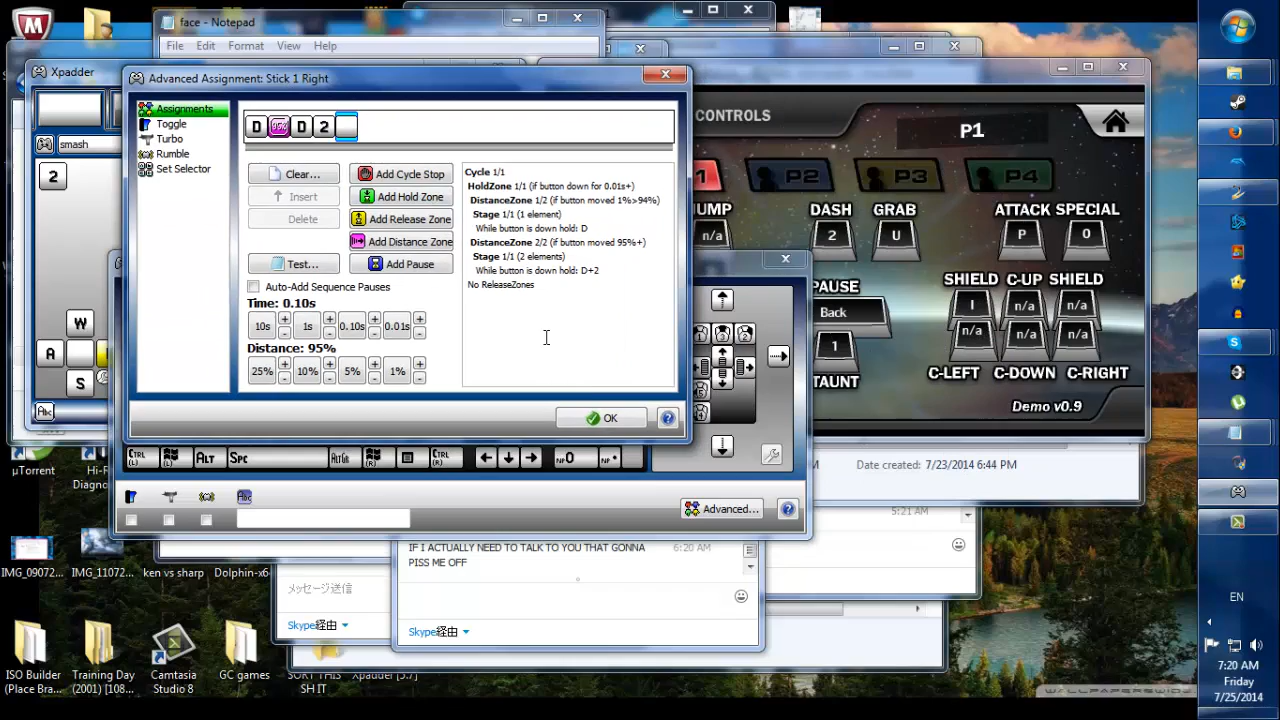 face - Notepad
File Edit Format View Help
Xpadder
smash
2
W
A
S
Abc
Advanced Assignment: Stick 1 Right
Assignments
Toggle
Turbo
Rumble
Set Selector
D 95% D 2
Clear...
Add Cycle Stop
Insert
Add Hold Zone
Delete
Add Release Zone
Add Distance Zone
Test...
Add Pause
Auto-Add Sequence Pauses
Time: 0.10s
10s + - 1s + - 0.10s + - 0.01s + -
Distance: 95%
25% + - 10% + - 5% + - 1% + -
Cycle 1/1
HoldZone 1/1 (if button down for 0.01s+)
DistanceZone 1/2 (if button moved 1%>94%)
Stage 1/1 (1 element)
While button is down hold: D
DistanceZone 2/2 (if button moved 95%+)
Stage 1/1 (2 elements)
While button is down hold: D+2
No ReleaseZones
OK
CTRL (L) (L) ALT Spc AltGr (R) CTRL (R) NP0 NP
Abc
Advanced...
CONTROLS
P1
P2 P3 P4
DASH GRAB ATTACK SPECIAL
n/a 2 U P 0
PAUSE
Back
SHIELD C-UP SHIELD
I n/a n/a
n/a n/a n/a
1
TAUNT
C-LEFT C-DOWN C-RIGHT
Demo v0.9
Date created: 7/23/2014 6:44 PM
5:21 AM
IF I ACTUALLY NEED TO TALK TO YOU THAT GONNA
PISS ME OFF
6:20 AM
メッセージ送信
Skype経由
Skype経由
µTorrent
Hi-R
Diagno
IMG_09072...
IMG_11072...
ken vs sharp
Dolphin-x6
ISO Builder
(Place Bra...
Training Day
(2001) [108...
Camtasia
Studio 8
GC games
SORT THIS
SH IT
Xpadder [5.7]
EN
7:20 AM
Friday
7/25/2014